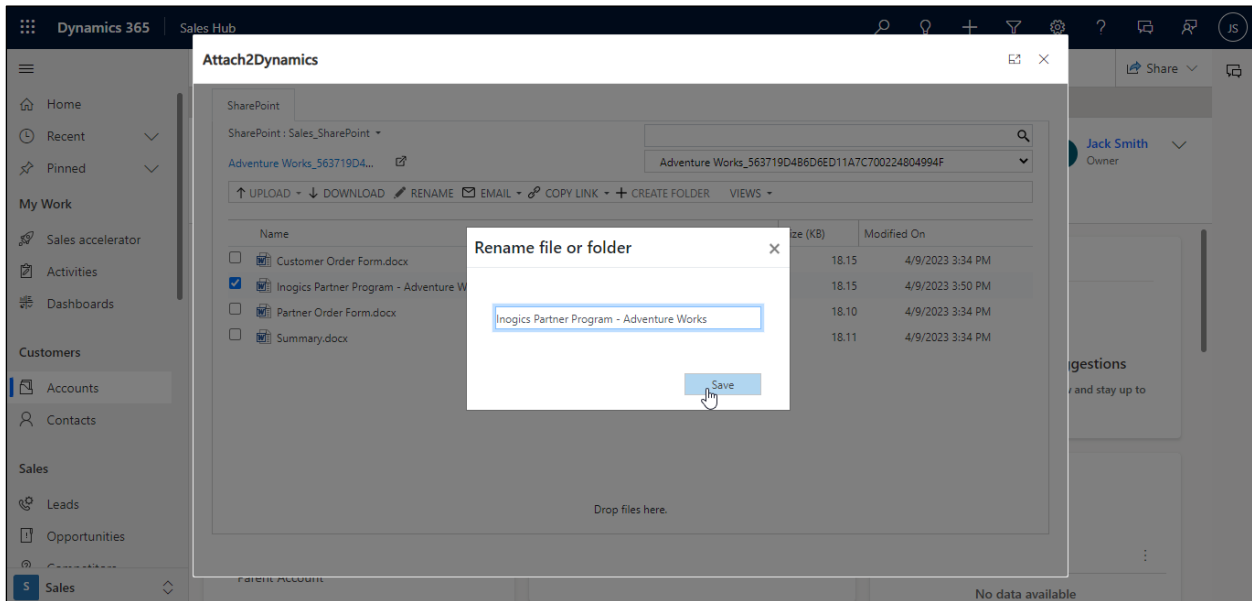 Dynamics 365 Sales Hub JS
Attach2Dynamics
Share
Home
Recent
Pinned
My Work
Sales accelerator
Activities
Dashboards
Customers
Accounts
Contacts
Sales
Leads
Opportunities
S Sales
SharePoint
SharePoint : Sales_SharePoint
Adventure Works_563719D4...
Adventure Works_563719D4B6D6ED11A7C700224804994F
UPLOAD DOWNLOAD RENAME EMAIL COPY LINK CREATE FOLDER VIEWS
Name (KB) Modified On
Customer Order Form.docx 18.15 4/9/2023 3:34 PM
Inogics Partner Program - Adventure W 18.15 4/9/2023 3:50 PM
Partner Order Form.docx 18.10 4/9/2023 3:34 PM
Summary.docx 18.11 4/9/2023 3:34 PM
Rename file or folder
Inogics Partner Program - Adventure Works
Save
Drop files here.
Jack Smith
Owner
ggestions
and stay up to
Parent Account
No data available